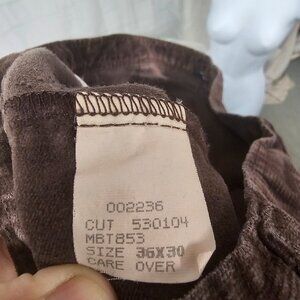 002236
CUT 530104
MBT853
SIZE 36X30
CARE OVER